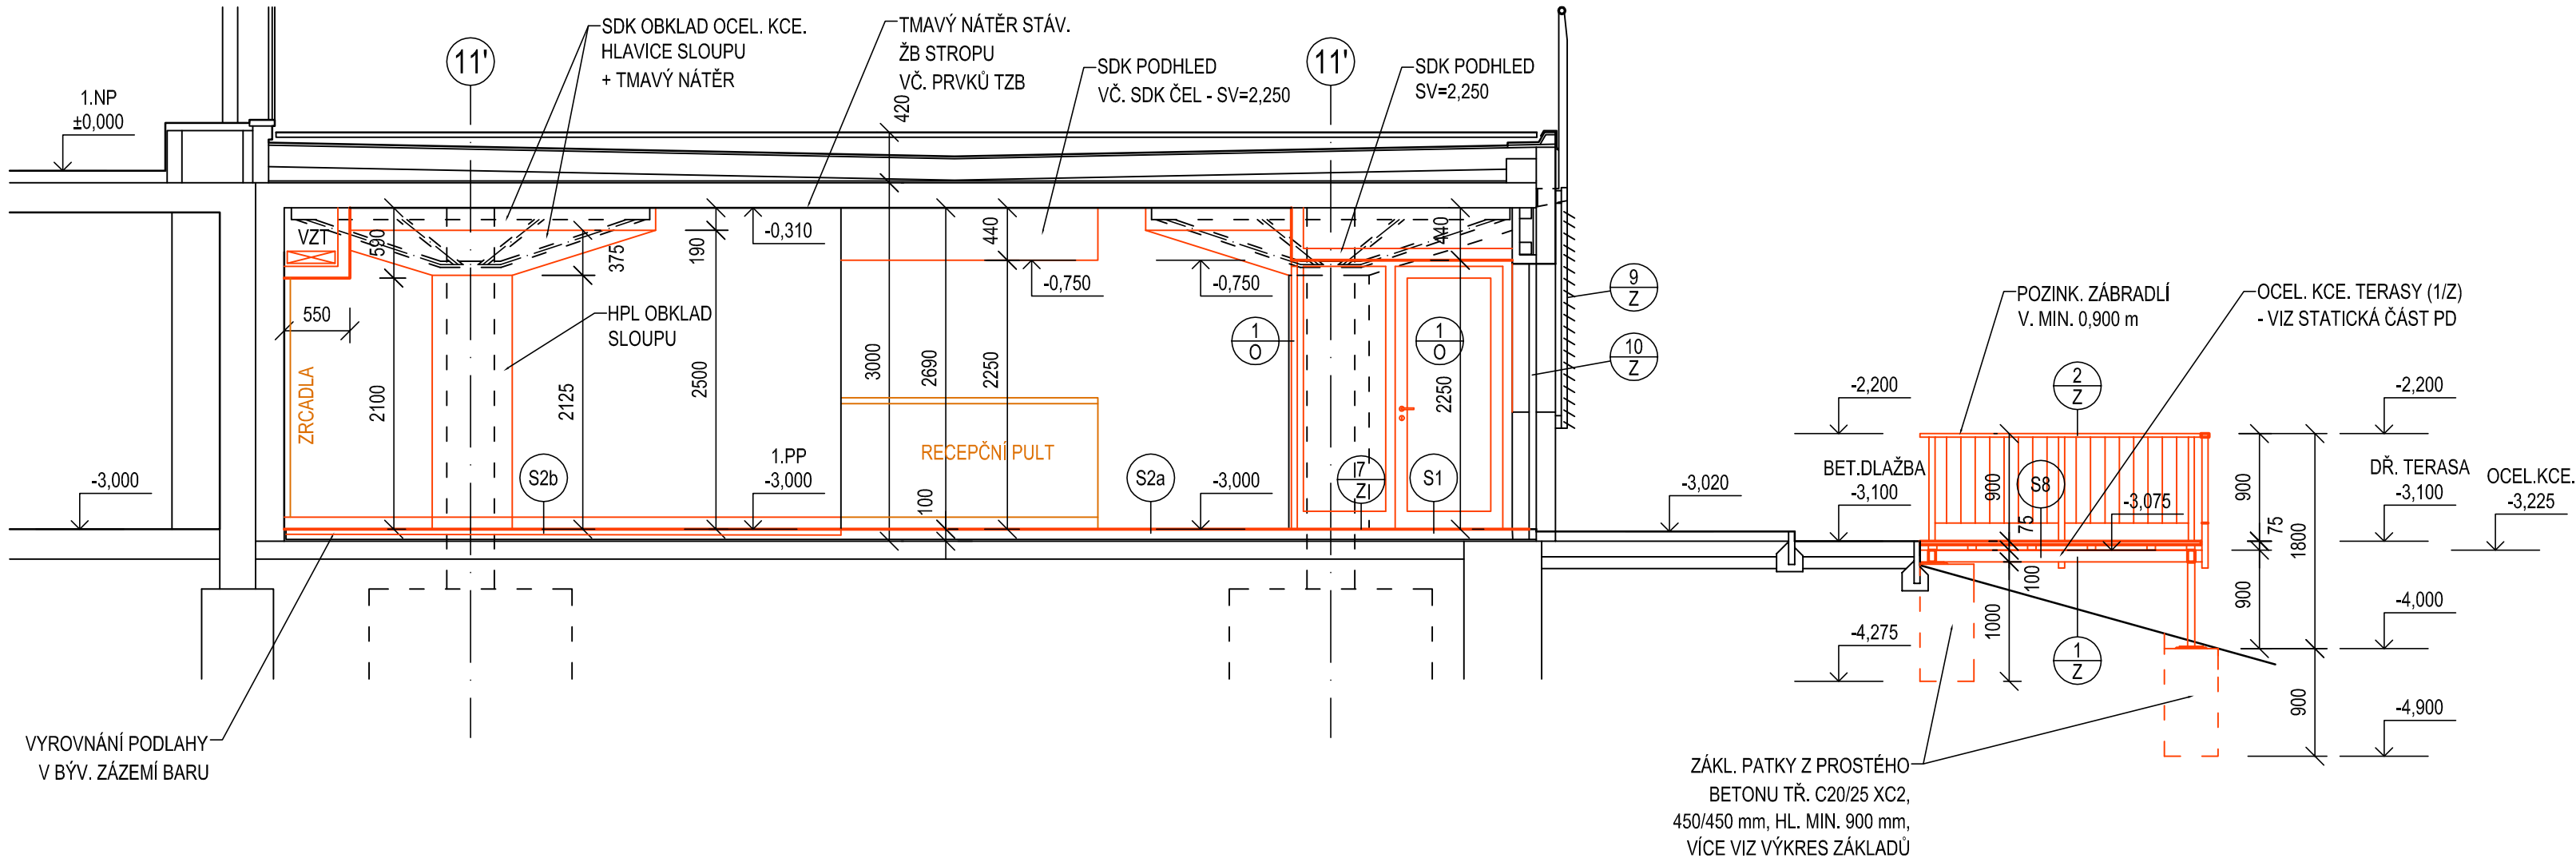 1.NP
±0,000
11'
SDK OBKLAD OCEL. KCE.
HLAVICE SLOUPU
+ TMAVÝ NÁTĚR
TMAVÝ NÁTĚR STÁV.
ŽB STROPU
VČ. PRVKŮ TZB
420
SDK PODHLED
VČ. SDK ČEL - SV=2,250
11'
SDK PODHLED
SV=2,250
VZT
590
375
190
-0,310
440
-0,750
-0,750
440
550
HPL OBKLAD
SLOUPU
ZRCADLA
2100
2125
2500
3000
2690
2250
2250
1
O
1
O
9
Z
10
Z
RECEPČNÍ PULT
100
-3,000
S2b
1.PP
-3,000
S2a
-3,000
7
Z
S1
-3,020
POZINK. ZÁBRADLÍ
V. MIN. 0,900 m
OCEL. KCE. TERASY (1/Z)
- VIZ STATICKÁ ČÁST PD
-2,200
2
Z
-2,200
BET.DLAŽBA
-3,100
900
S8
75
-3,075
900
75
1800
DŘ. TERASA
-3,100
OCEL.KCE.
-3,225
100
1000
900
-4,000
-4,275
1
Z
900
-4,900
VYROVNÁNÍ PODLAHY
V BÝV. ZÁZEMÍ BARU
ZÁKL. PATKY Z PROSTÉHO
BETONU TŘ. C20/25 XC2,
450/450 mm, HL. MIN. 900 mm,
VÍCE VIZ VÝKRES ZÁKLADŮ